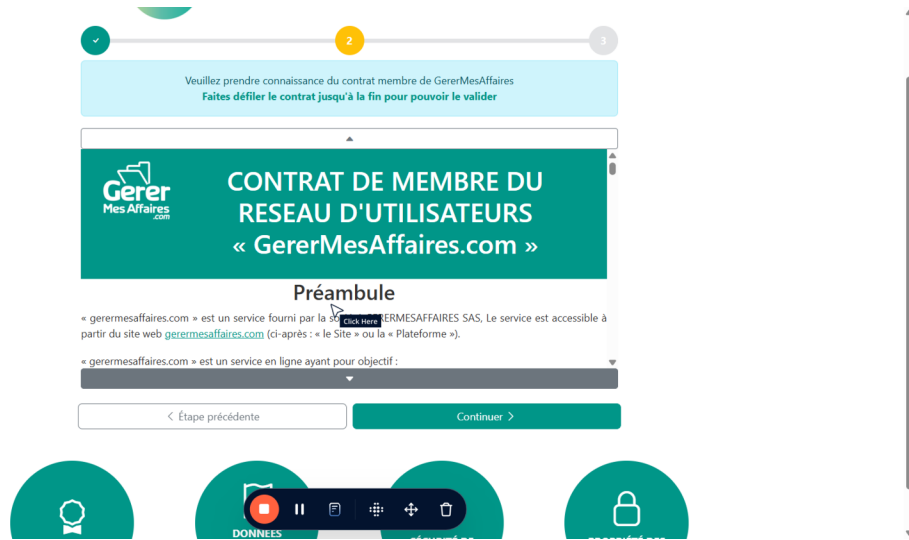 2
3
Veuillez prendre connaissance du contrat membre de GererMesAffaires
Faites défiler le contrat jusqu'à la fin pour pouvoir le valider
Gerer
Mes Affaires
.com
CONTRAT DE MEMBRE DU
RESEAU D'UTILISATEURS
« GererMesAffaires.com »
Préambule
« gerermesaffaires.com » est un service fourni par la GERERMESAFFAIRES SAS, Le service est accessible à
Click Here
partir du site web gerermesaffaires.com (ci-après : « le Site » ou la « Plateforme »).
« gerermesaffaires.com » est un service en ligne ayant pour objectif :
< Étape précédente
Continuer >
DONNÉES